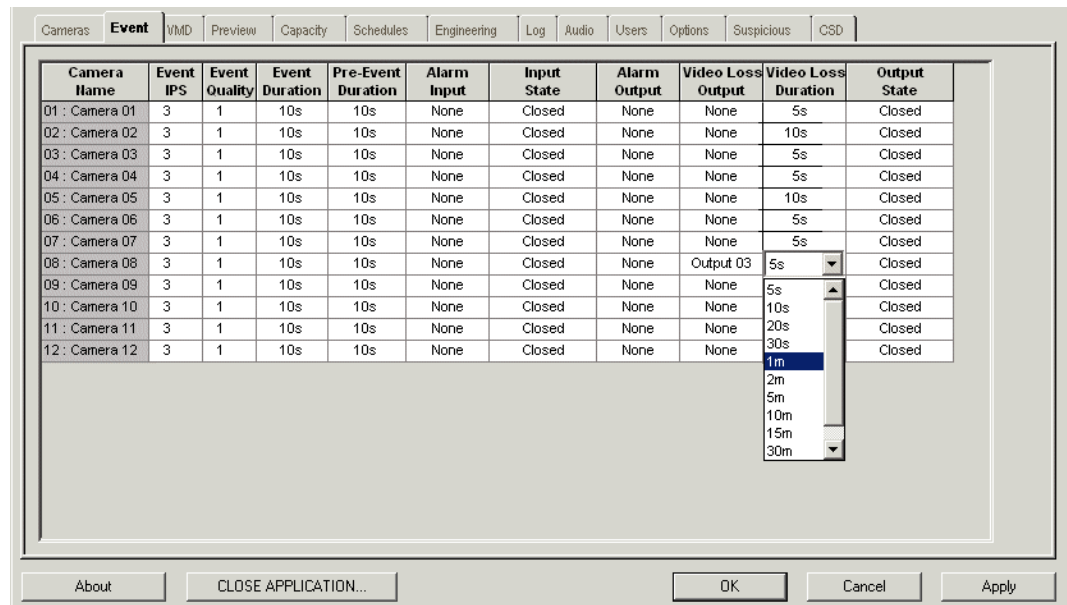 Cameras Event VMD Preview Capacity Schedules Engineering Log Audio Users Options Suspicious CSD
Camera Name Event IPS Event Quality Event Duration Pre-Event Duration Alarm Input Input State Alarm Output Video Loss Output Video Loss Duration Output State
01 : Camera 01 3 1 10s 10s None Closed None None 5s Closed
02 : Camera 02 3 1 10s 10s None Closed None None 10s Closed
03 : Camera 03 3 1 10s 10s None Closed None None 5s Closed
04 : Camera 04 3 1 10s 10s None Closed None None 5s Closed
05 : Camera 05 3 1 10s 10s None Closed None None 10s Closed
06 : Camera 06 3 1 10s 10s None Closed None None 5s Closed
07 : Camera 07 3 1 10s 10s None Closed None None 5s Closed
08 : Camera 08 3 1 10s 10s None Closed None Output 03 5s Closed
09 : Camera 09 3 1 10s 10s None Closed None None Closed
10 : Camera 10 3 1 10s 10s None Closed None None Closed
11 : Camera 11 3 1 10s 10s None Closed None None Closed
12 : Camera 12 3 1 10s 10s None Closed None None Closed
5s
10s
20s
30s
1m
2m
5m
10m
15m
30m
About CLOSE APPLICATION... OK Cancel Apply